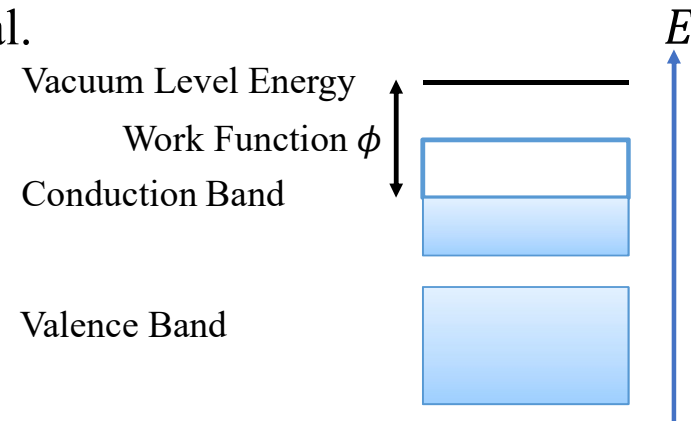 al.
E
Vacuum Level Energy
Work Function ϕ
Conduction Band
Valence Band